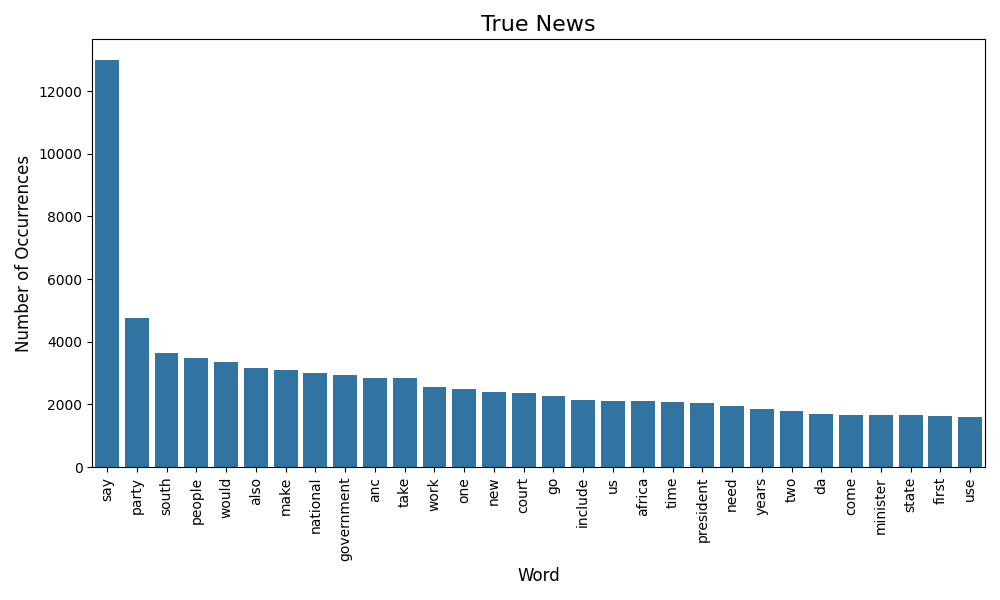 True News
Number of Occurrences
12000
10000
8000
6000
4000
2000
0
say
party
south
people
would
also
make
national
government
anc
take
work
one
new
court
go
include
us
africa
time
president
need
years
two
da
come
minister
state
first
use
Word